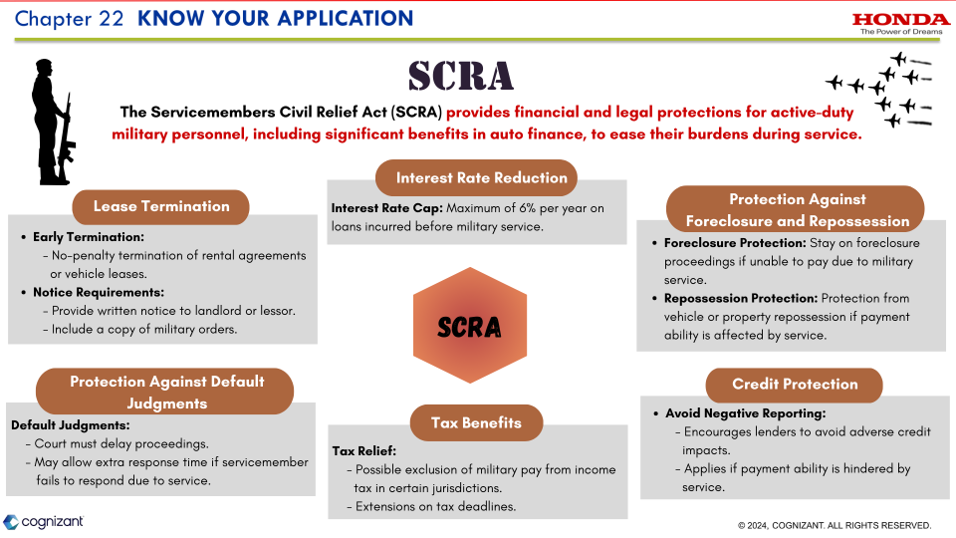 Chapter 22 KNOW YOUR APPLICATION
HONDA
The Power of Dreams
SCRA
The Servicemembers Civil Relief Act (SCRA) provides financial and legal protections for active-duty
military personnel, including significant benefits in auto finance, to ease their burdens during service.
Lease Termination
• Early Termination:
- No-penalty termination of rental agreements
or vehicle leases.
• Notice Requirements:
- Provide written notice to landlord or lessor.
- Include a copy of military orders.
Interest Rate Reduction
Interest Rate Cap: Maximum of 6% per year on
loans incurred before military service.
Protection Against
Foreclosure and Repossession
• Foreclosure Protection: Stay on foreclosure
proceedings if unable to pay due to military
service.
• Repossession Protection: Protection from
vehicle or property repossession if payment
ability is affected by service.
SCRA
Protection Against Default
Judgments
Default Judgments:
- Court must delay proceedings.
- May allow extra response time if servicemember
fails to respond due to service.
Tax Benefits
Tax Relief:
- Possible exclusion of military pay from income
tax in certain jurisdictions.
- Extensions on tax deadlines.
Credit Protection
• Avoid Negative Reporting:
- Encourages lenders to avoid adverse credit
impacts.
- Applies if payment ability is hindered by
service.
cognizant
© 2024, COGNIZANT. ALL RIGHTS RESERVED.